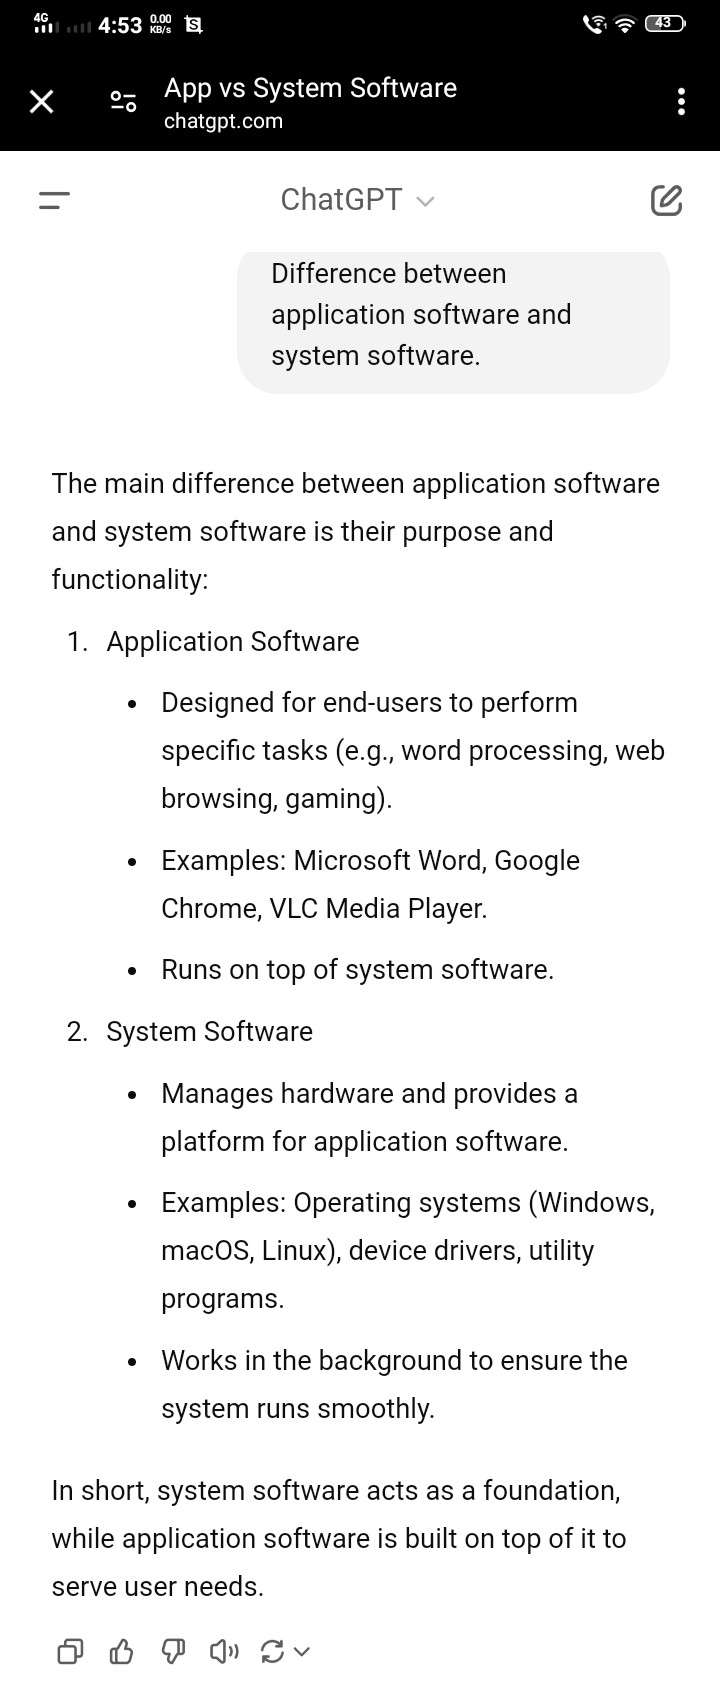 4G 4:53 0.00 KB/s S 1 43
App vs System Software
chatgpt.com
ChatGPT
Difference between
application software and
system software.
The main difference between application software
and system software is their purpose and
functionality:
1. Application Software
• Designed for end-users to perform
specific tasks (e.g., word processing, web
browsing, gaming).
• Examples: Microsoft Word, Google
Chrome, VLC Media Player.
• Runs on top of system software.
2. System Software
• Manages hardware and provides a
platform for application software.
• Examples: Operating systems (Windows,
macOS, Linux), device drivers, utility
programs.
• Works in the background to ensure the
system runs smoothly.
In short, system software acts as a foundation,
while application software is built on top of it to
serve user needs.